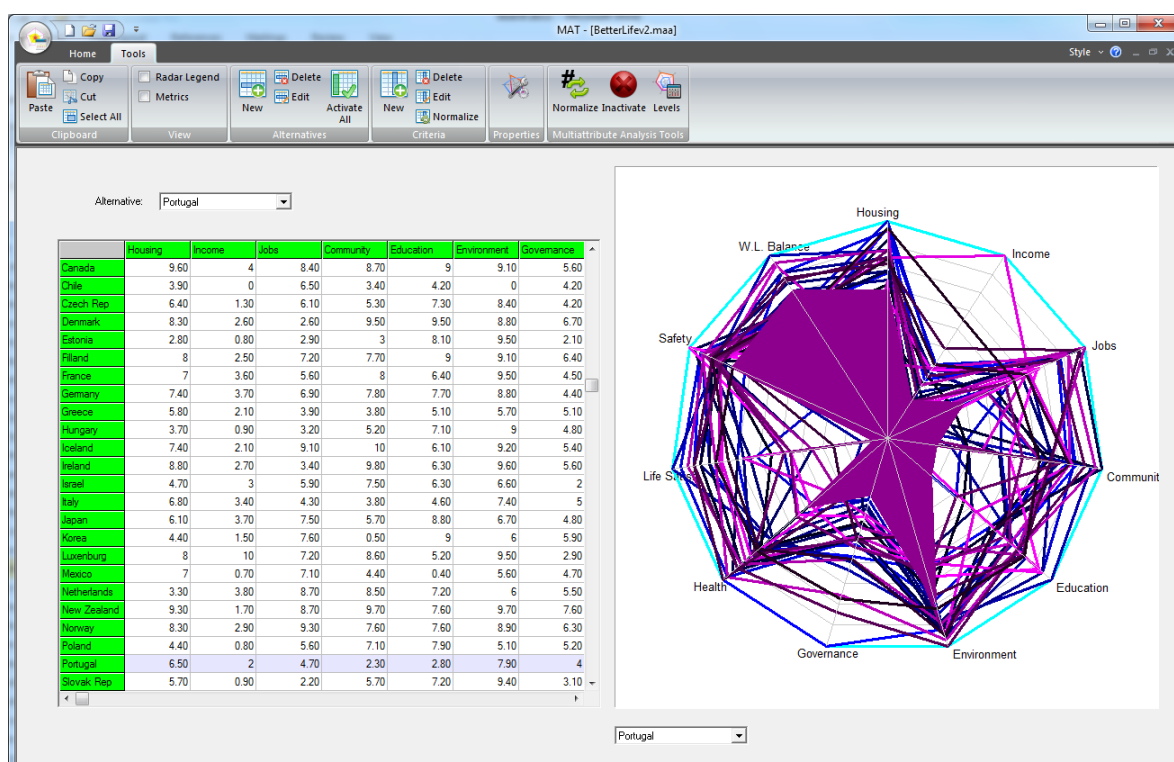 MAT - [BetterLifev2.maa]
Home Tools Style
Paste Copy Cut Select All Clipboard
Radar Legend Metrics View
New Delete Edit Activate All Alternatives
New Delete Edit Normalize Criteria
Properties
Normalize Inactivate Levels Multiattribute Analysis Tools
Alternative: Portugal
Housing Income Jobs Community Education Environment Governance
Canada 9.60 4 8.40 8.70 9 9.10 5.60
Chile 3.90 0 6.50 3.40 4.20 0 4.20
Czech Rep 6.40 1.30 6.10 5.30 7.30 8.40 4.20
Denmark 8.30 2.60 2.60 9.50 9.50 8.80 6.70
Estonia 2.80 0.80 2.90 3 8.10 9.50 2.10
Filland 8 2.50 7.20 7.70 9 9.10 6.40
France 7 3.60 5.60 8 6.40 9.50 4.50
Germany 7.40 3.70 6.90 7.80 7.70 8.80 4.40
Greece 5.80 2.10 3.90 3.80 5.10 5.70 5.10
Hungary 3.70 0.90 3.20 5.20 7.10 9 4.80
Iceland 7.40 2.10 9.10 10 6.10 9.20 5.40
Ireland 8.80 2.70 3.40 9.80 6.30 9.60 5.60
Israel 4.70 3 5.90 7.50 6.30 6.60 2
Italy 6.80 3.40 4.30 3.80 4.60 7.40 5
Japan 6.10 3.70 7.50 5.70 8.80 6.70 4.80
Korea 4.40 1.50 7.60 0.50 9 6 5.90
Luxenburg 8 10 7.20 8.60 5.20 9.50 2.90
Mexico 7 0.70 7.10 4.40 0.40 5.60 4.70
Netherlands 3.30 3.80 8.70 8.50 7.20 6 5.50
New Zealand 9.30 1.70 8.70 9.70 7.60 9.70 7.60
Norway 8.30 2.90 9.30 7.60 7.60 8.90 6.30
Poland 4.40 0.80 5.60 7.10 7.90 5.10 5.20
Portugal 6.50 2 4.70 2.30 2.80 7.90 4
Slovak Rep 5.70 0.90 2.20 5.70 7.20 9.40 3.10
Housing
W.L. Balance
Income
Safety
Jobs
Life
Communit
Health
Education
Governance
Environment
Portugal